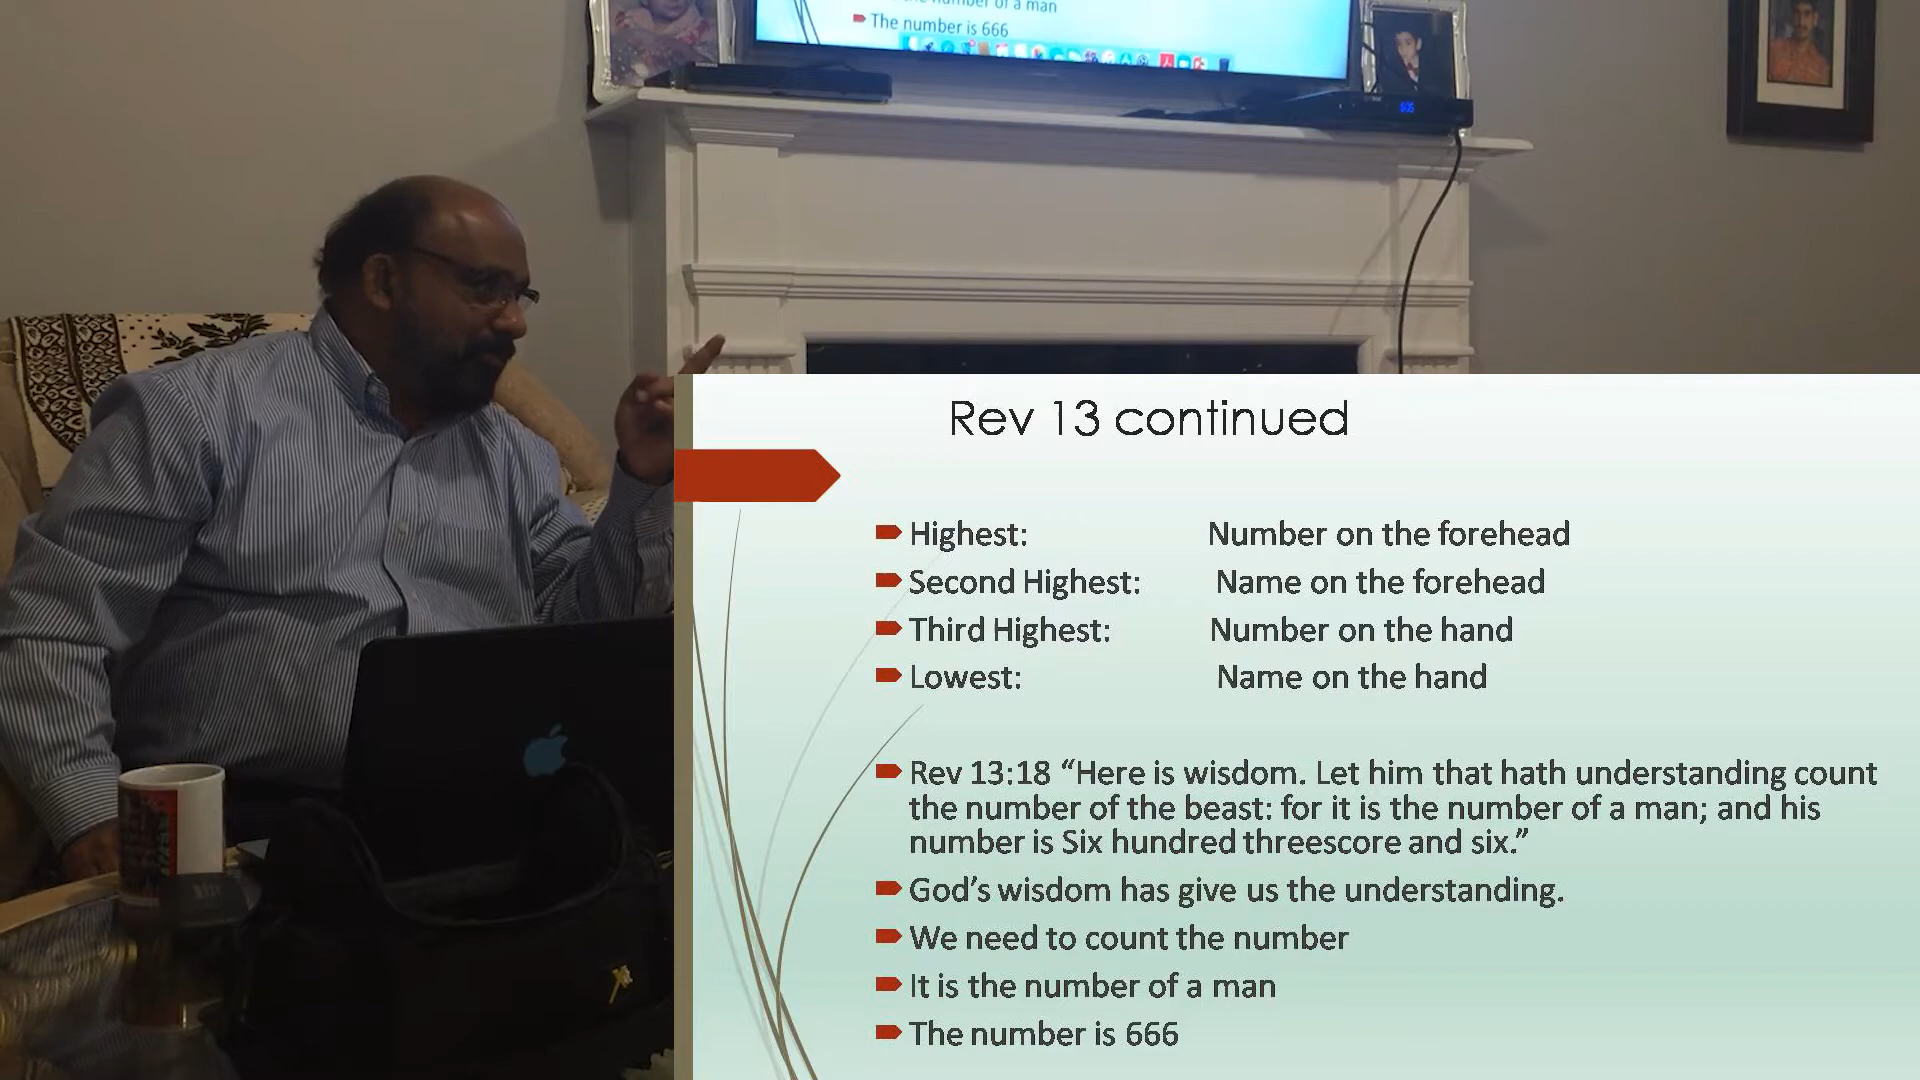 number of a man
The number is 666
Rev 13 continued
Highest: Number on the forehead
Second Highest: Name on the forehead
Third Highest: Number on the hand
Lowest: Name on the hand
Rev 13:18 “Here is wisdom. Let him that hath understanding count
the number of the beast: for it is the number of a man; and his
number is Six hundred threescore and six.”
God’s wisdom has give us the understanding.
We need to count the number
It is the number of a man
The number is 666